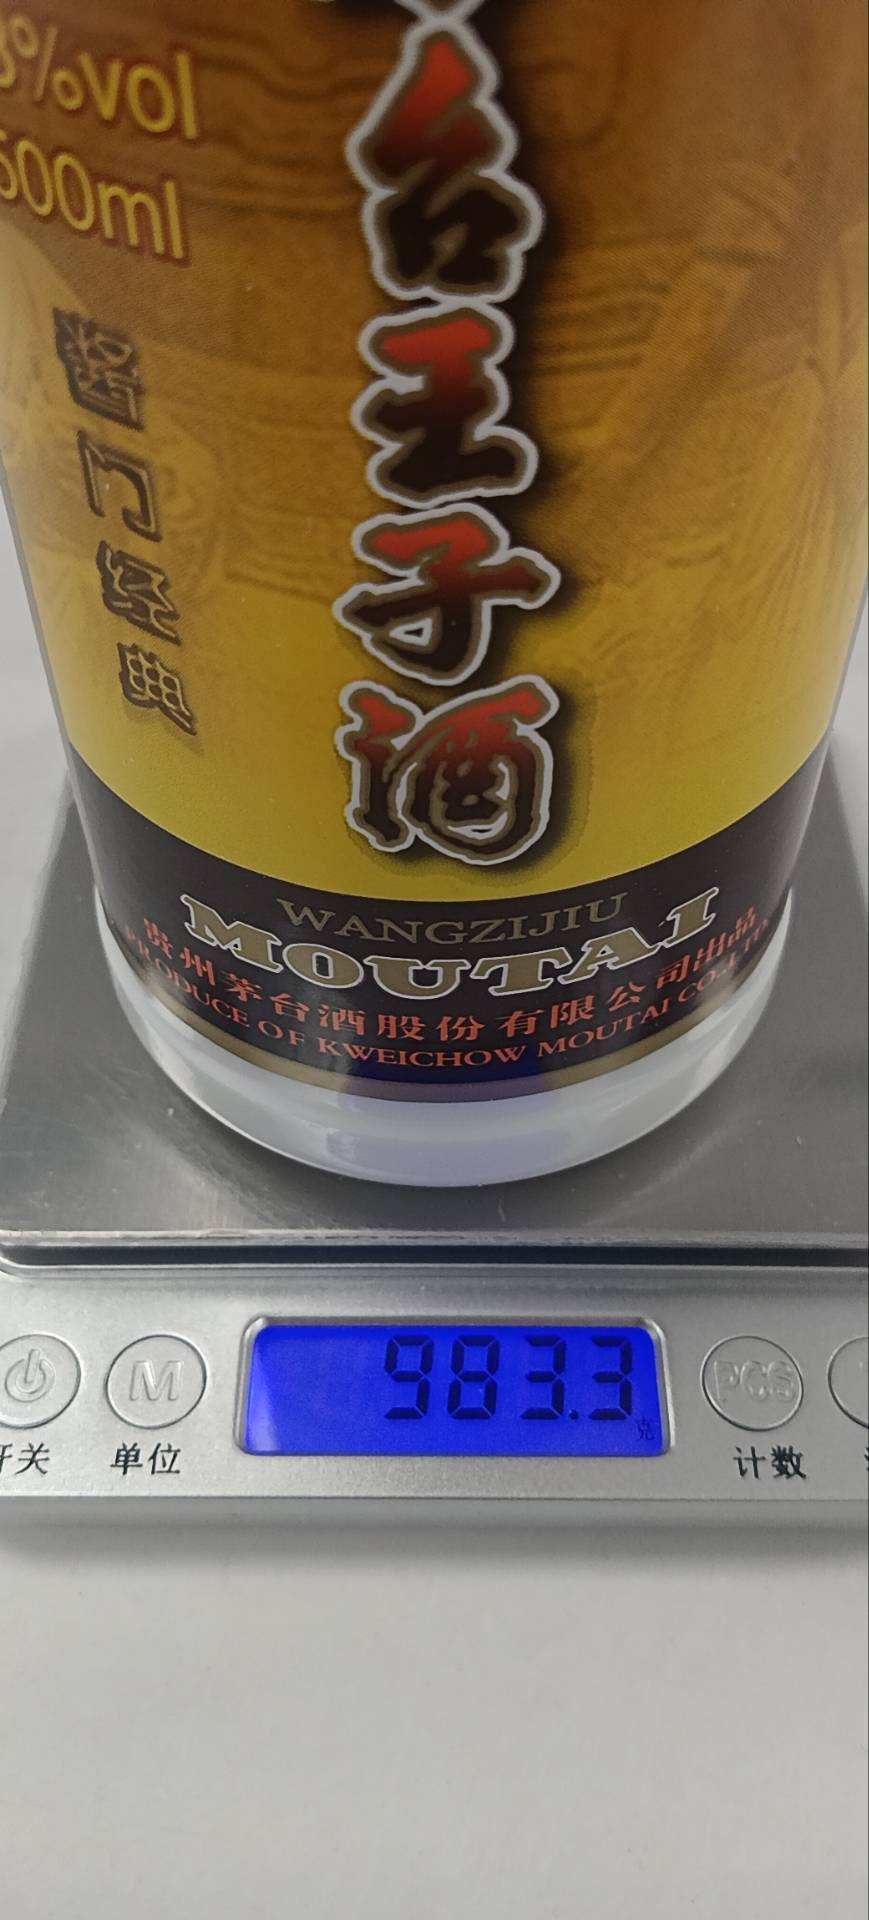 %vol
500ml
台王子酒
酱门经典
WANGZIJIU
MOUTAI
贵州茅台酒股份有限公司出品
PRODUCE OF KWEICHOW MOUTAI CO-LTD
983.3
克
M
PCS
开关
单位
计数